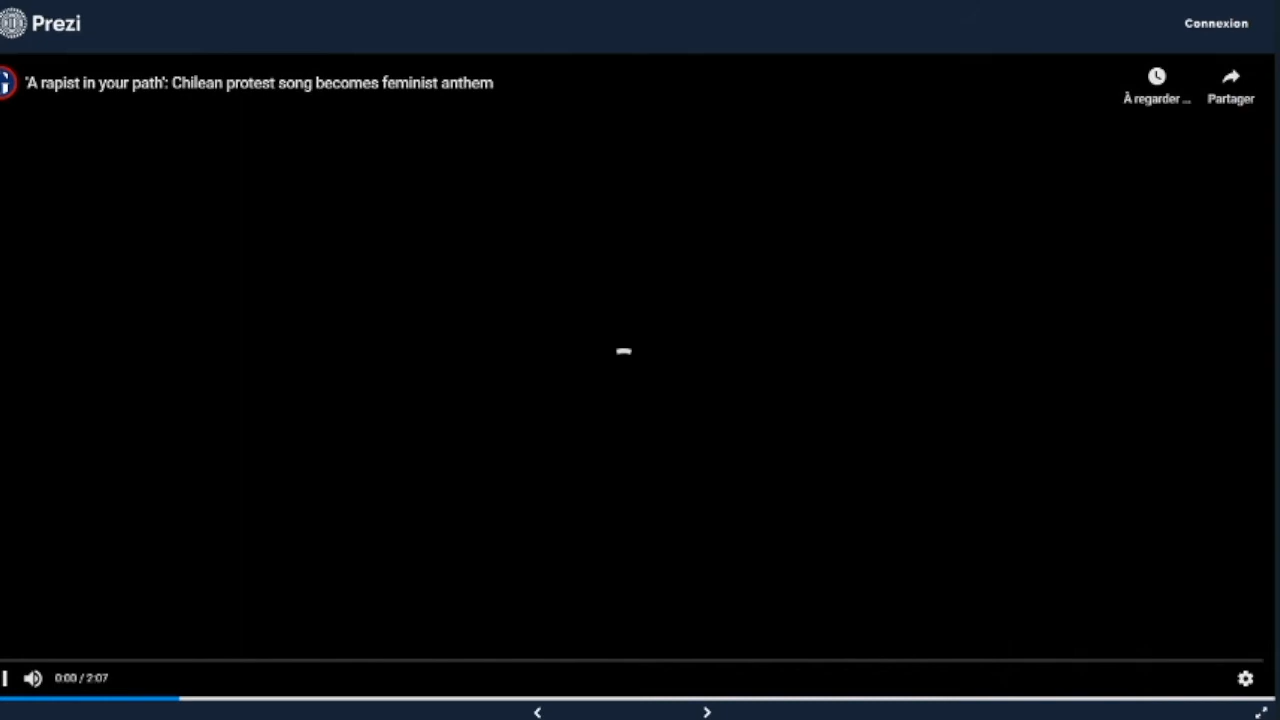 Prezi
Connexion
'A rapist in your path': Chilean protest song becomes feminist anthem
À regarder ...
Partager
0:00 / 2:07